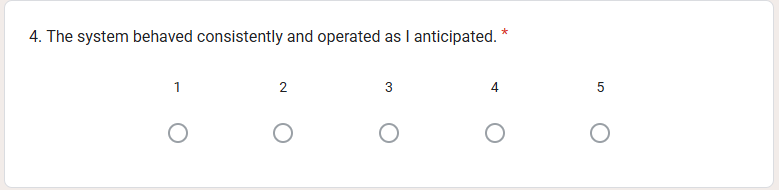 4. The system behaved consistently and operated as I anticipated. *
1 2 3 4 5